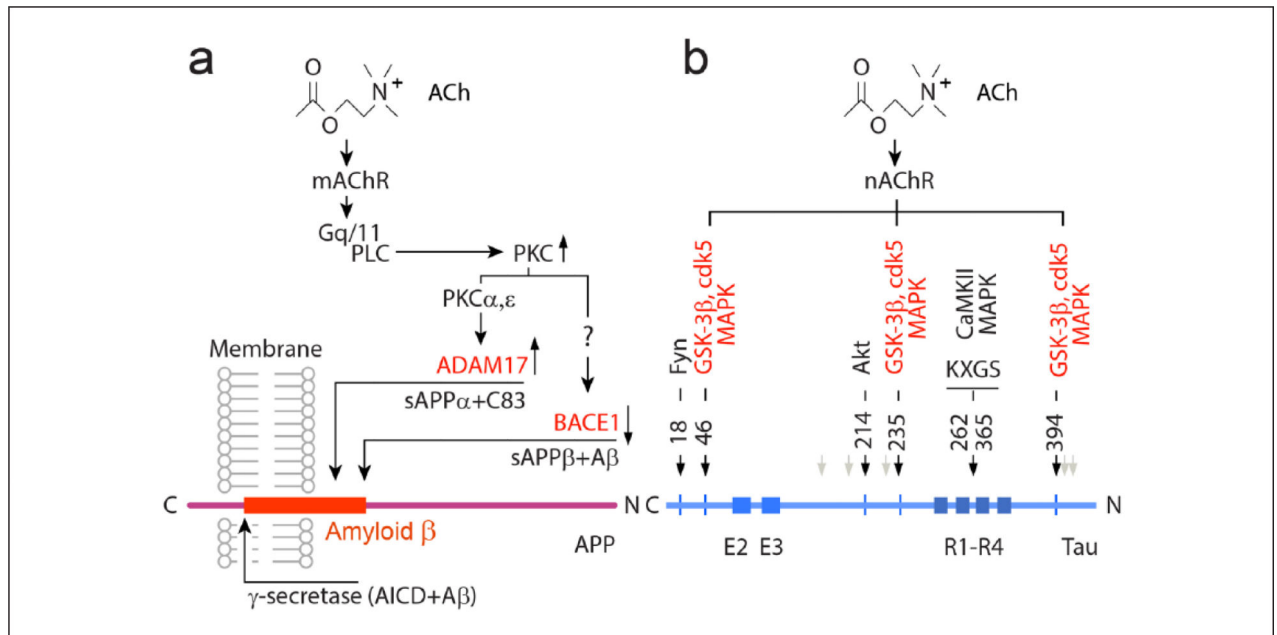 a
O
O
N+
ACh
mAChR
Gq/11
PLC
PKC
PKCα,ε
?
Membrane
ADAM17
sAPPα+C83
BACE1
sAPPβ+Aβ
C
N
Amyloid β
APP
γ-secretase (AICD+Aβ)
b
O
O
N+
ACh
nAChR
Fyn
GSK-3β, cdk5
MAPK
Akt
GSK-3β, cdk5
MAPK
CaMKII
MAPK
KXGS
GSK-3β, cdk5
MAPK
18
46
214
235
262
365
394
C
N
E2
E3
R1-R4
Tau